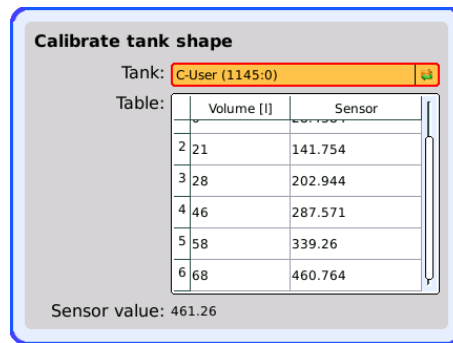 Calibrate tank shape
Tank: C-User (1145:0)
Table:
Volume [l] Sensor
2 21 141.754
3 28 202.944
4 46 287.571
5 58 339.26
6 68 460.764
Sensor value: 461.26